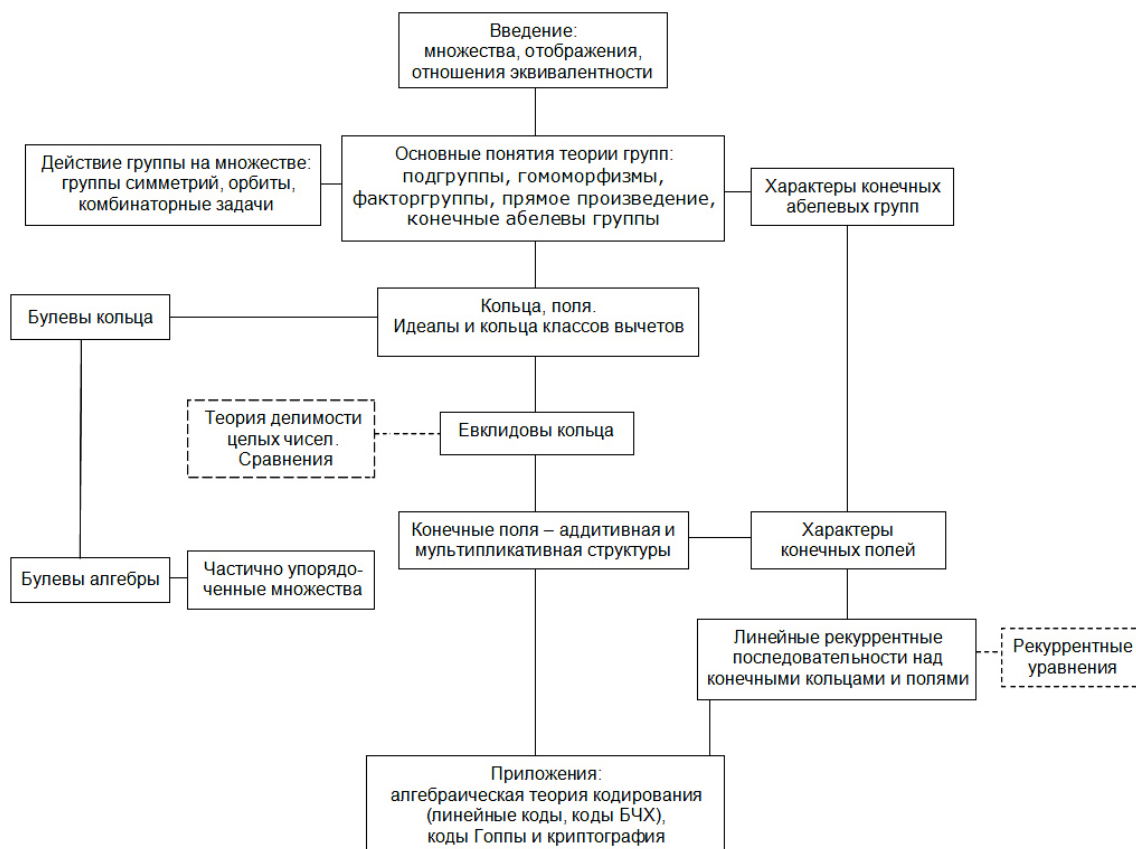 Введение:
множества, отображения,
отношения эквивалентности
Действие группы на множестве:
группы симметрий, орбиты,
комбинаторные задачи
Основные понятия теории групп:
подгруппы, гомоморфизмы,
факторгруппы, прямое произведение,
конечные абелевы группы
Характеры конечных
абелевых групп
Булевы кольца
Кольца, поля.
Идеалы и кольца классов вычетов
Теория делимости
целых чисел.
Сравнения
Евклидовы кольца
Конечные поля – аддитивная и
мультипликативная структуры
Характеры
конечных полей
Булевы алгебры
Частично упорядо-
ченные множества
Линейные рекуррентные
последовательности над
конечными кольцами и полями
Рекуррентные
уравнения
Приложения:
алгебраическая теория кодирования
(линейные коды, коды БЧХ),
коды Гоппы и криптография